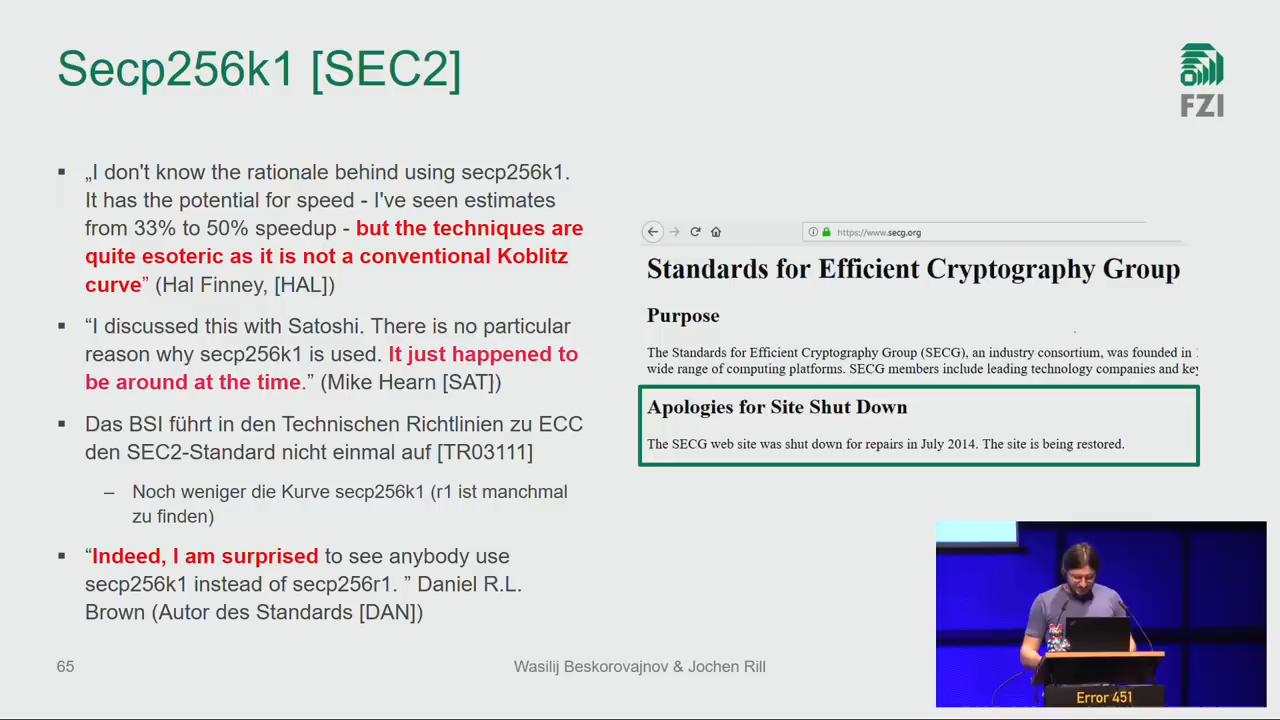 Secp256k1 [SEC2]
FZI
▪ „I don't know the rationale behind using secp256k1.
It has the potential for speed - I've seen estimates
from 33% to 50% speedup - but the techniques are
quite esoteric as it is not a conventional Koblitz
curve” (Hal Finney, [HAL])
▪ “I discussed this with Satoshi. There is no particular
reason why secp256k1 is used. It just happened to
be around at the time.” (Mike Hearn [SAT])
▪ Das BSI führt in den Technischen Richtlinien zu ECC
den SEC2-Standard nicht einmal auf [TR03111]
– Noch weniger die Kurve secp256k1 (r1 ist manchmal
zu finden)
▪ “Indeed, I am surprised to see anybody use
secp256k1 instead of secp256r1. ” Daniel R.L.
Brown (Autor des Standards [DAN])
https://www.secg.org
Standards for Efficient Cryptography Group
Purpose
The Standards for Efficient Cryptography Group (SECG), an industry consortium, was founded in
wide range of computing platforms. SECG members include leading technology companies and key
Apologies for Site Shut Down
The SECG web site was shut down for repairs in July 2014. The site is being restored.
65
Wasilij Beskorovajnov & Jochen Rill
Error 451